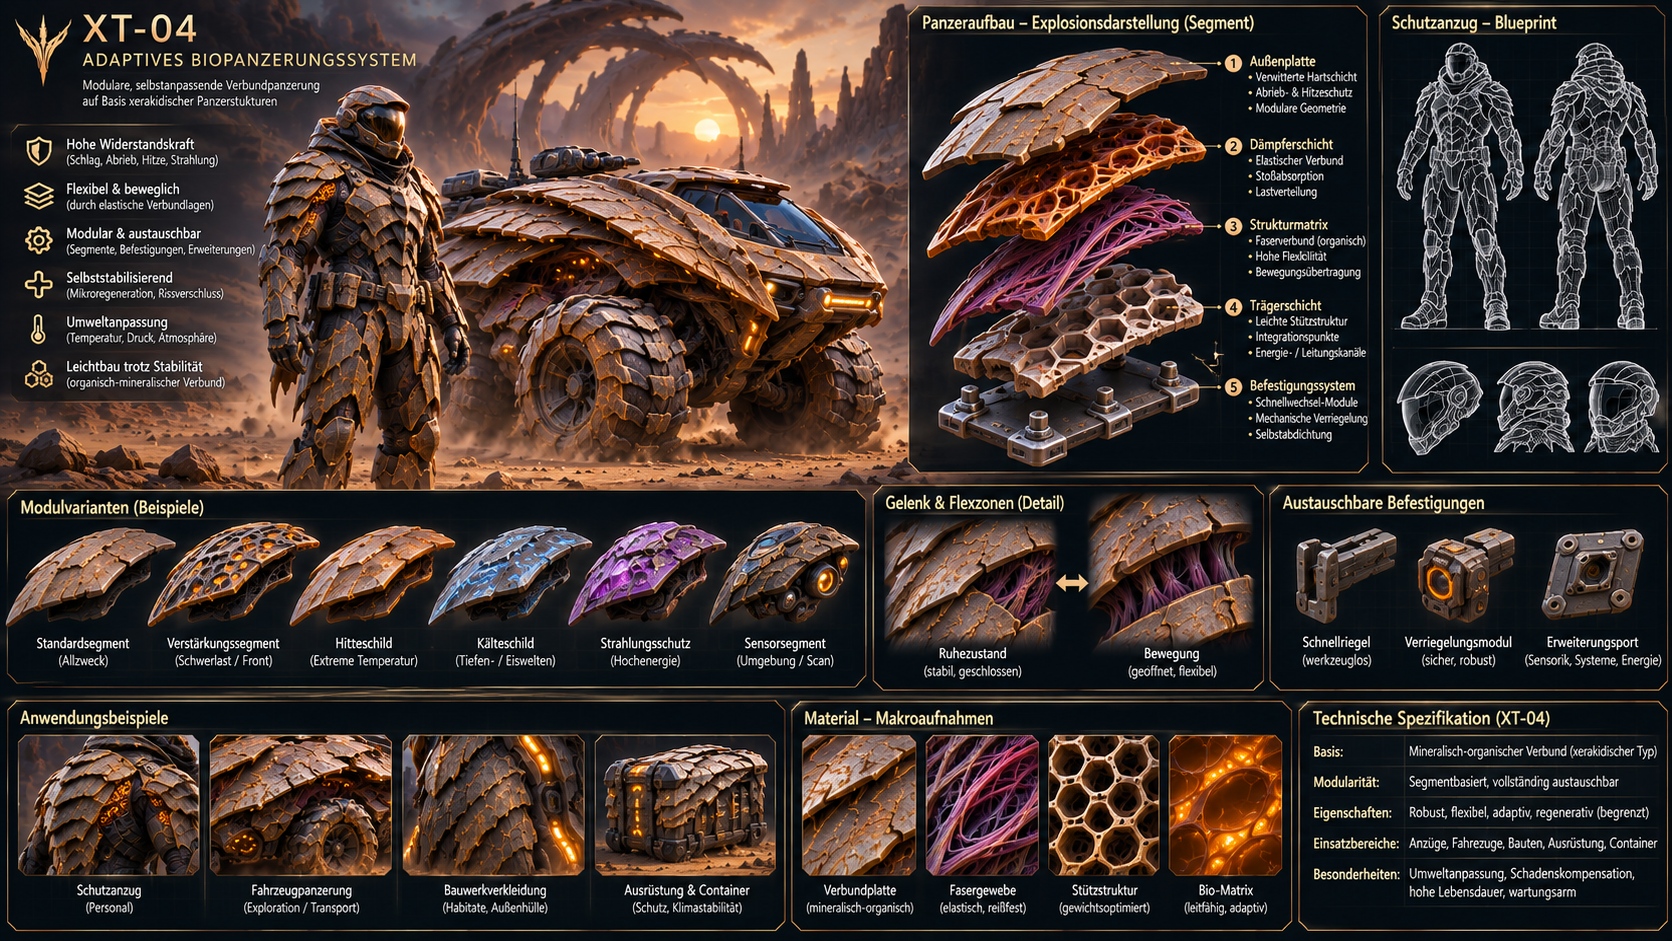 XT-04
ADAPTIVES BIOPANZERUNGSSYSTEM
Modulare, selbstanpassende Verbundpanzerung
auf Basis xerakidischer Panzerstukturen
Hohe Widerstandskraft
(Schlag, Abrieb, Hitze, Strahlung)
Flexibel & beweglich
(durch elastische Verbundlagen)
Modular & austauschbar
(Segmente, Befestigungen, Erweiterungen)
Selbststabilisierend
(Mikroregeneration, Rissverschluss)
Umweltanpassung
(Temperatur, Druck, Atmosphäre)
Leichtbau trotz Stabilität
(organisch-mineralischer Verbund)
Panzeraufbau – Explosionsdarstellung (Segment)
1 Außenplatte
• Verwitterte Hartschicht
• Abrieb- & Hitzeschutz
• Modulare Geometrie
2 Dämpferschicht
• Elastischer Verbund
• Stoßabsorption
• Lastverteilung
3 Strukturmatrix
• Faserverbund (organisch)
• Hohe Flexibilität
• Bewegungsübertragung
4 Trägerschicht
• Leichte Stützstruktur
• Integrationspunkte
• Energie- / Leitungskanäle
5 Befestigungssystem
• Schnellwechsel-Module
• Mechanische Verriegelung
• Selbstabdichtung
Schutzanzug – Blueprint
Modulvarianten (Beispiele)
Standardsegment
(Allzweck)
Verstärkungssegment
(Schwerlast / Front)
Hitteschild
(Extreme Temperatur)
Kälteschild
(Tiefen- / Eiswelten)
Strahlungsschutz
(Hochenergie)
Sensorsegment
(Umgebung / Scan)
Gelenk & Flexzonen (Detail)
Ruhezustand
(stabil, geschlossen)
Bewegung
(geöffnet, flexibel)
Austauschbare Befestigungen
Schnellriegel
(werkzeuglos)
Verriegelungsmodul
(sicher, robust)
Erweiterungsport
(Sensorik, Systeme, Energie)
Anwendungsbeispiele
Schutzanzug
(Personal)
Fahrzeugpanzerung
(Exploration / Transport)
Bauwerkverkleidung
(Habitate, Außenhülle)
Ausrüstung & Container
(Schutz, Klimastabilität)
Material – Makroaufnahmen
Verbundplatte
(mineralisch-organisch)
Fasergewebe
(elastisch, reißfest)
Stützstruktur
(gewichtsoptimiert)
Bio-Matrix
(leitfähig, adaptiv)
Technische Spezifikation (XT-04)
Basis: Mineralisch-organischer Verbund (xerakidischer Typ)
Modularität: Segmentbasiert, vollständig austauschbar
Eigenschaften: Robust, flexibel, adaptiv, regenerativ (begrenzt)
Einsatzbereiche: Anzüge, Fahrezuge, Bauten, Ausrüstung, Container
Besonderheiten: Umweltanpassung, Schadenskompensation,
hohe Lebensdauer, wartungsarm